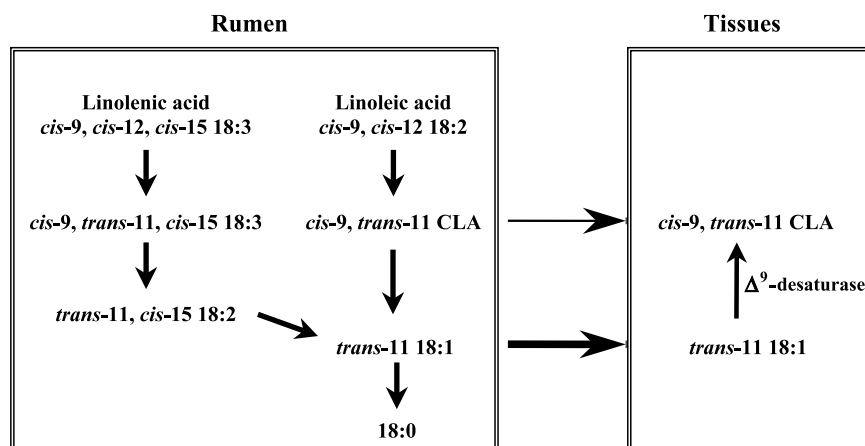 Rumen
Tissues
Linolenic acid
cis-9, cis-12, cis-15 18:3
Linoleic acid
cis-9, cis-12 18:2
cis-9, trans-11, cis-15 18:3
cis-9, trans-11 CLA
cis-9, trans-11 CLA
Δ⁹-desaturase
trans-11, cis-15 18:2
trans-11 18:1
trans-11 18:1
18:0